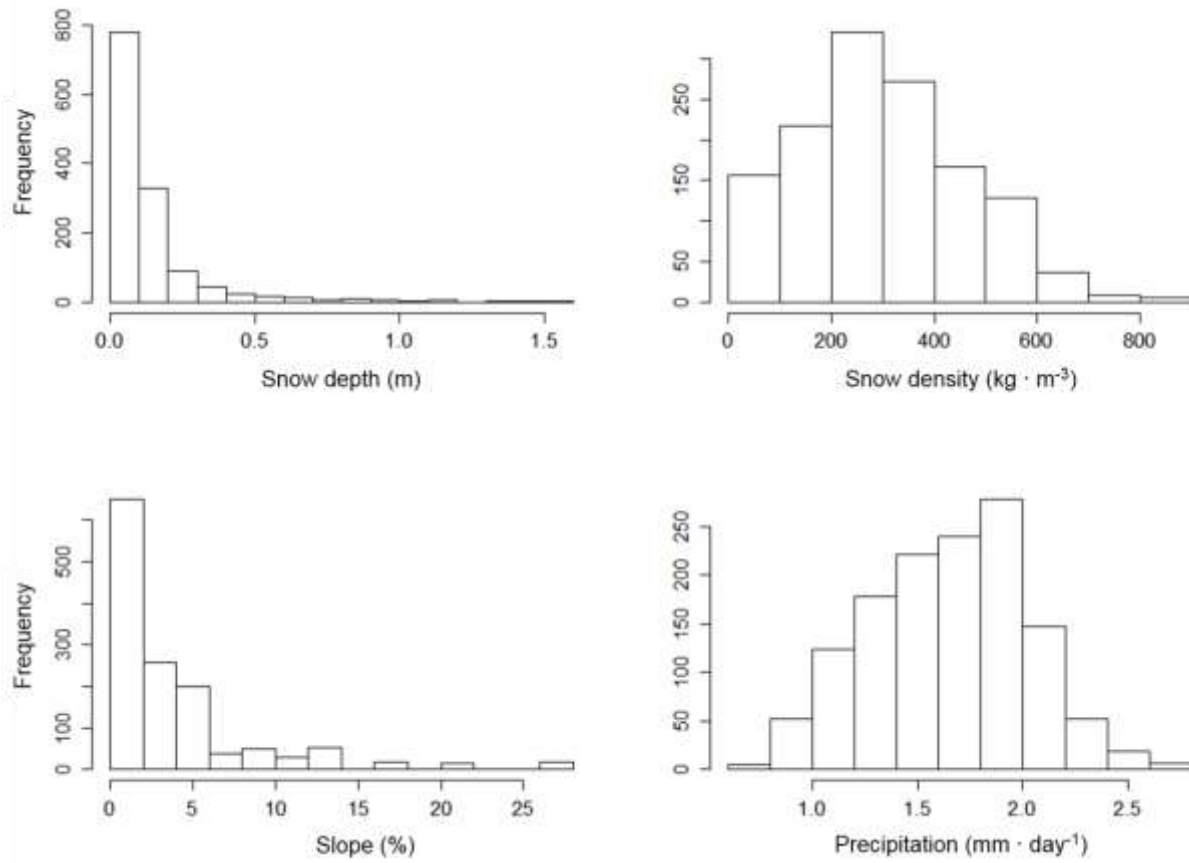 800
600
400
200
0
Frequency
0.0 0.5 1.0 1.5
Snow depth (m)
250
150
50
0
0 200 400 600 800
Snow density (kg · m⁻³)
500
300
100
0
Frequency
0 5 10 15 20 25
Slope (%)
250
200
150
100
50
0
1.0 1.5 2.0 2.5
Precipitation (mm · day⁻¹)